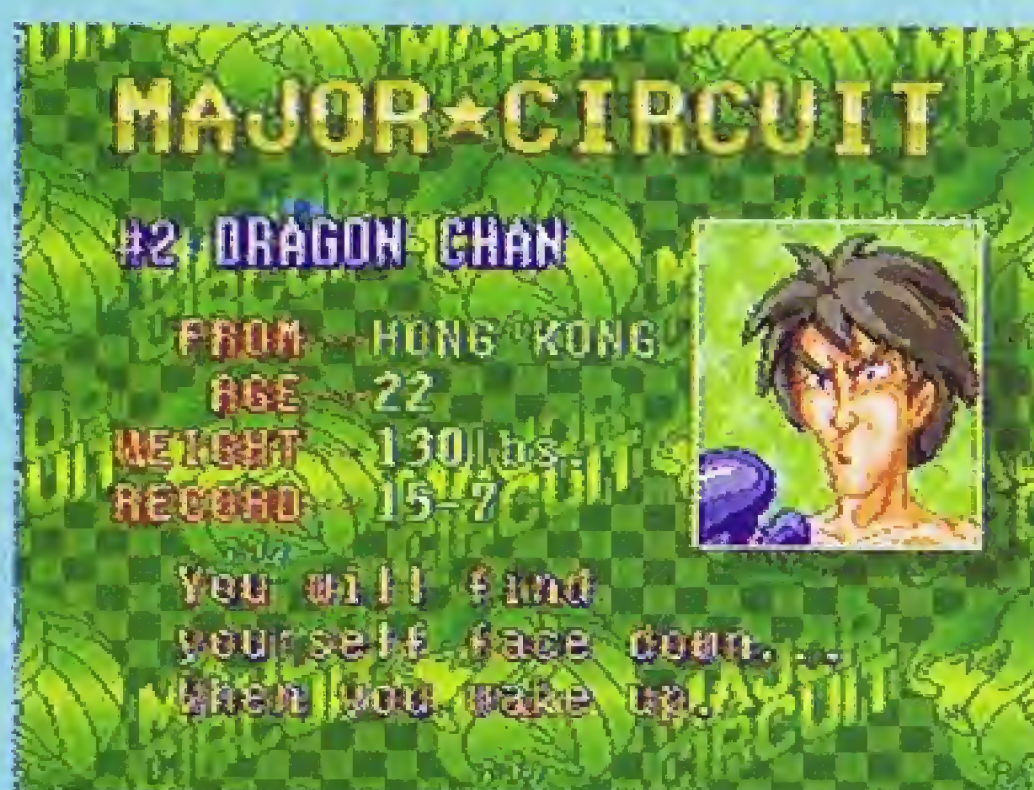 MAJOR★CIRCUIT
#2 DRAGON CHAN
FROM HONG KONG
AGE 22
WEIGHT 130lbs.
RECORD 15-7
You will find
yourself face down...
When you wake up.